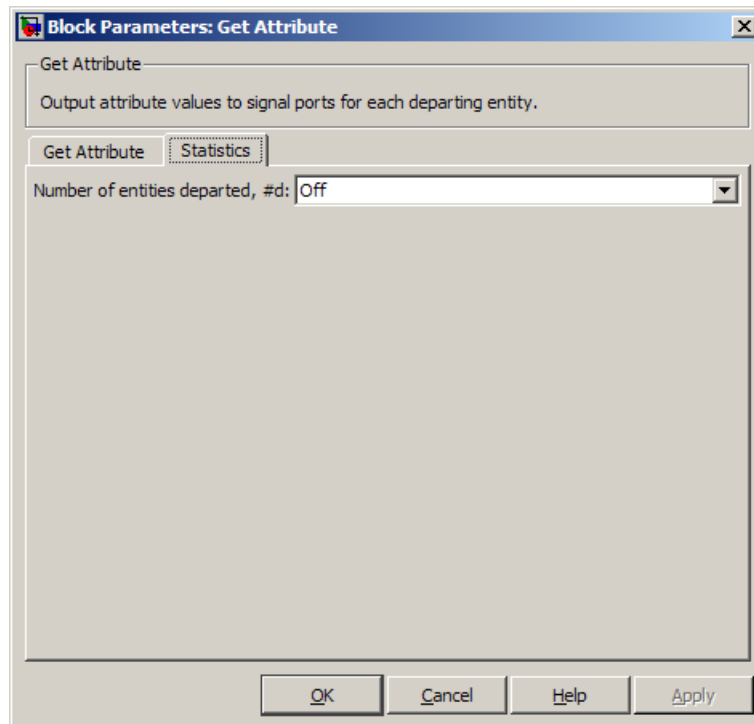 Block Parameters: Get Attribute
Get Attribute
Output attribute values to signal ports for each departing entity.
Get Attribute Statistics
Number of entities departed, #d: Off
OK Cancel Help Apply